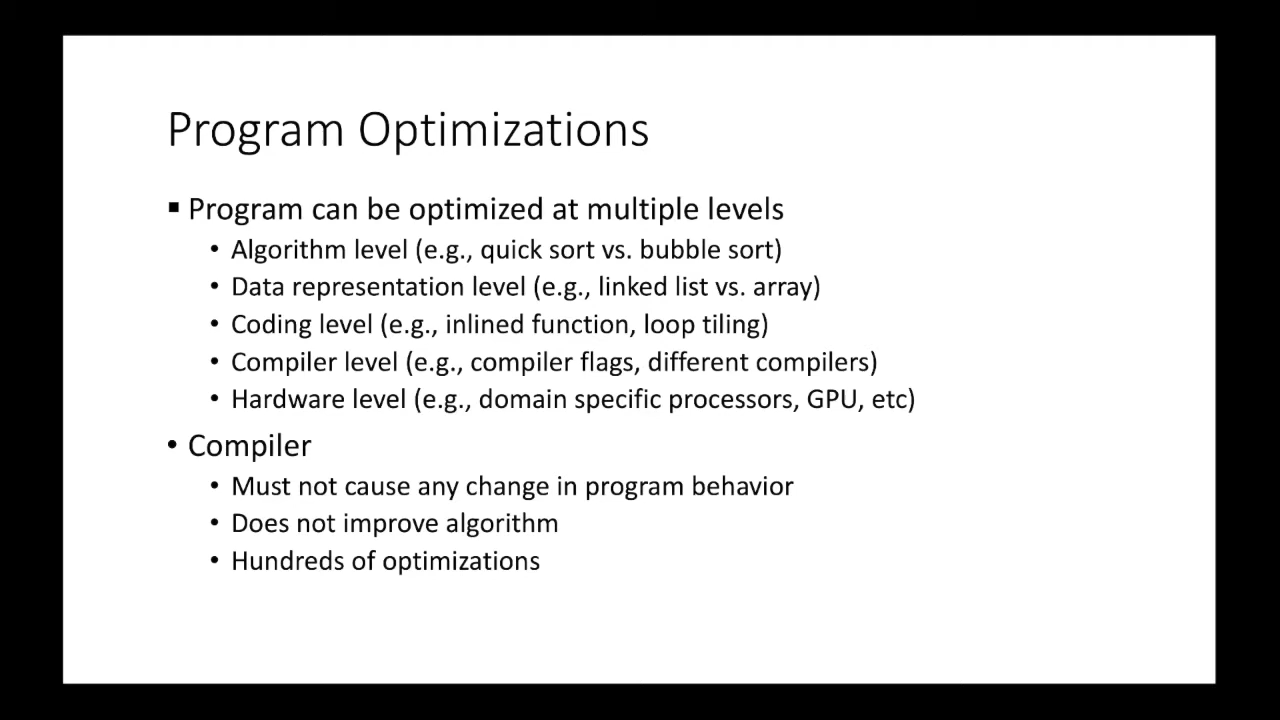 Program Optimizations
▪ Program can be optimized at multiple levels
• Algorithm level (e.g., quick sort vs. bubble sort)
• Data representation level (e.g., linked list vs. array)
• Coding level (e.g., inlined function, loop tiling)
• Compiler level (e.g., compiler flags, different compilers)
• Hardware level (e.g., domain specific processors, GPU, etc)
• Compiler
• Must not cause any change in program behavior
• Does not improve algorithm
• Hundreds of optimizations